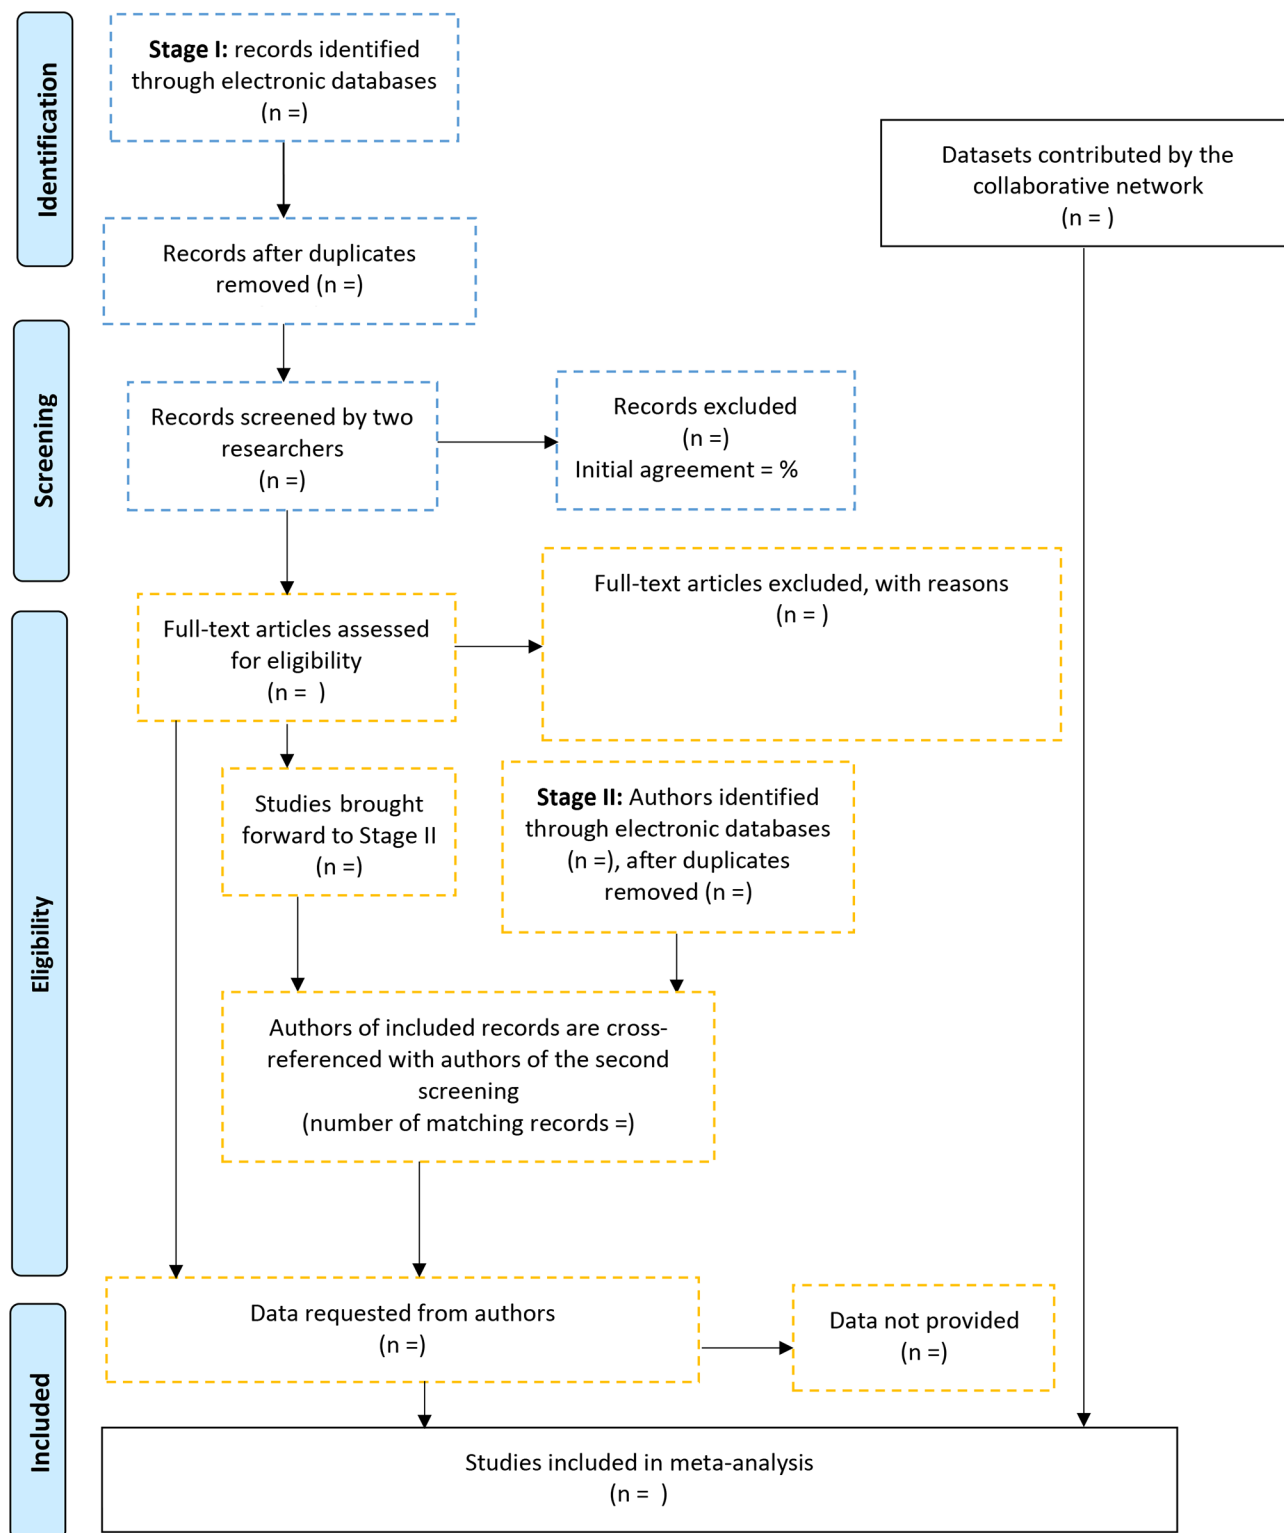 Identification
Stage I: records identified
through electronic databases
(n =)
Datasets contributed by the
collaborative network
(n = )
Records after duplicates
removed (n =)
Screening
Records screened by two
researchers
(n =)
Records excluded
(n =)
Initial agreement = %
Eligibility
Full-text articles assessed
for eligibility
(n =  )
Full-text articles excluded, with reasons
(n = )
Studies brought
forward to Stage II
(n =)
Stage II: Authors identified
through electronic databases
(n =), after duplicates
removed (n =)
Authors of included records are cross-
referenced with authors of the second
screening
(number of matching records =)
Included
Data requested from authors
(n =)
Data not provided
(n =)
Studies included in meta-analysis
(n =  )